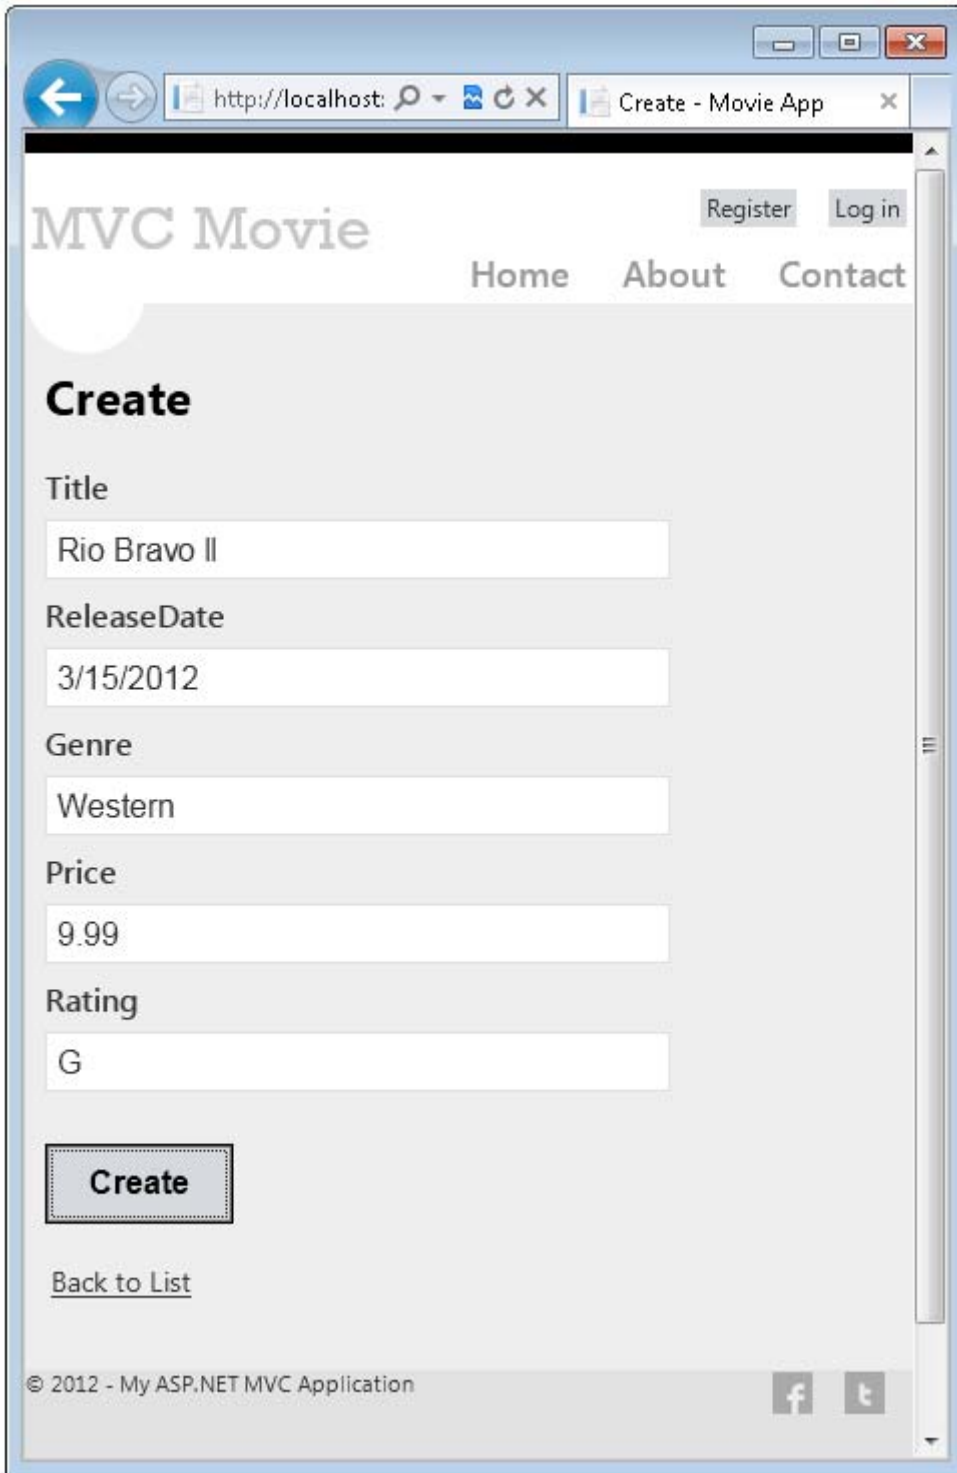 http://localhost:
Create - Movie App
MVC Movie
Register Log in
Home About Contact
Create
Title
Rio Bravo II
ReleaseDate
3/15/2012
Genre
Western
Price
9.99
Rating
G
Create
Back to List
© 2012 - My ASP.NET MVC Application